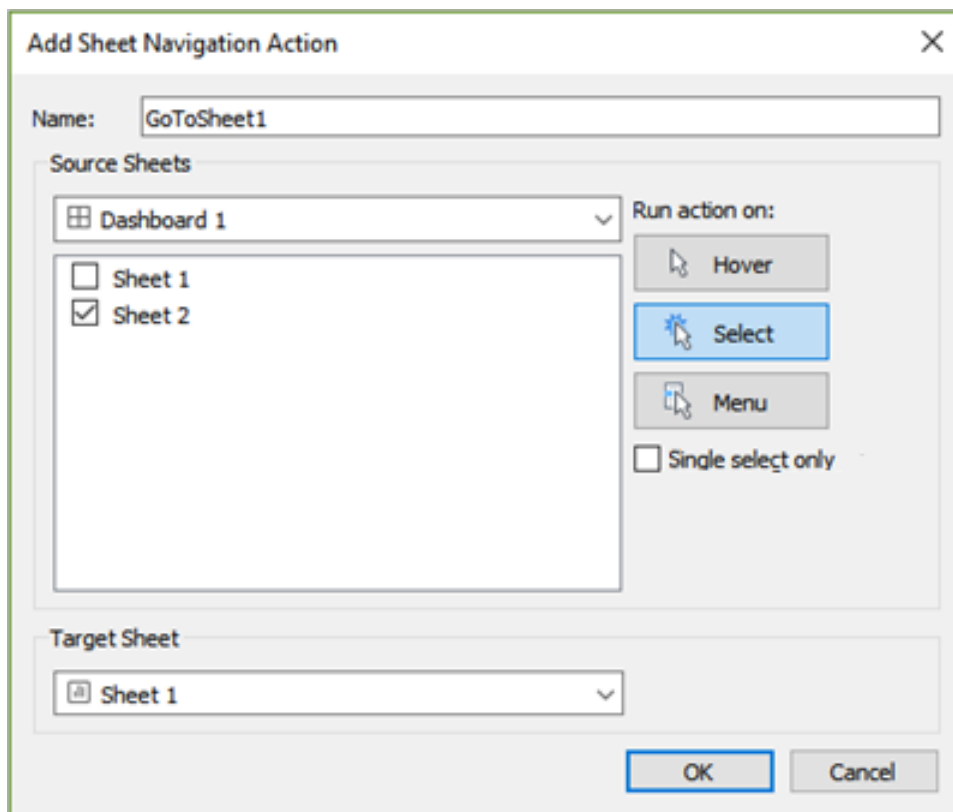 Add Sheet Navigation Action
Name: GoToSheet1
Source Sheets
Dashboard 1
Run action on:
Sheet 1
Sheet 2
Hover
Select
Menu
Single select only
Target Sheet
Sheet 1
OK
Cancel